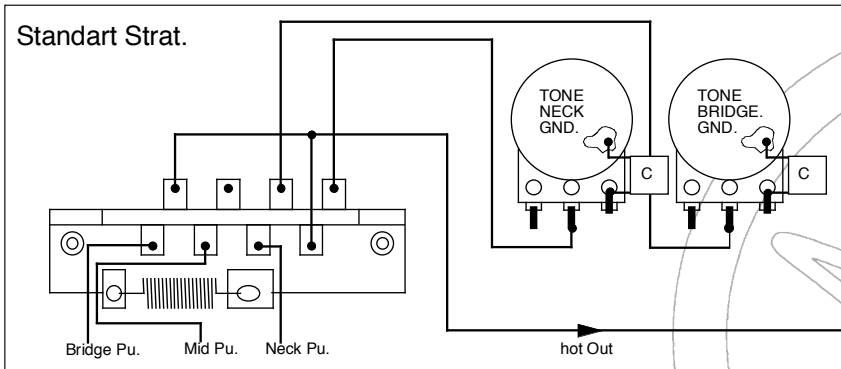 Standart Strat.
TONE
NECK
GND.
C
TONE
BRIDGE.
GND.
C
Bridge Pu.
Mid Pu.
Neck Pu.
hot Out